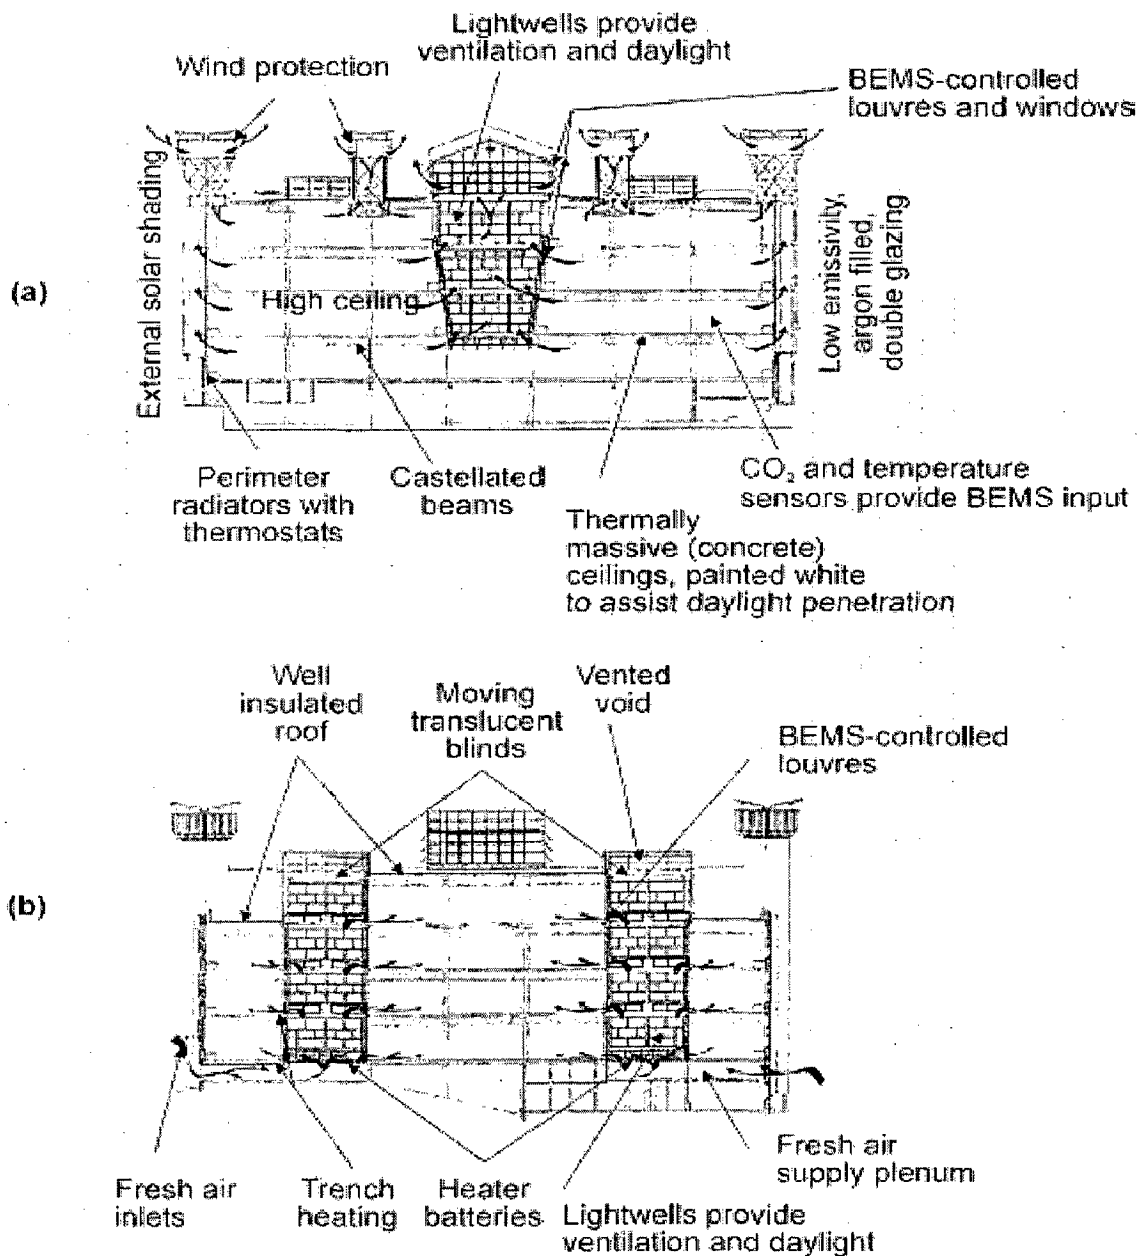 Lightwells provide
ventilation and daylight
Wind protection
BEMS-controlled
louvres and windows
External solar shading
Low emissivity,
argon filled,
double glazing
(a)
High ceiling
Perimeter
radiators with
thermostats
Castellated
beams
CO₂ and temperature
sensors provide BEMS input
Thermally
massive (concrete)
ceilings, painted white
to assist daylight penetration
Well
insulated
roof
Moving
translucent
blinds
Vented
void
BEMS-controlled
louvres
(b)
Fresh air
inlets
Trench
heating
Heater
batteries
Lightwells provide
ventilation and daylight
Fresh air
supply plenum